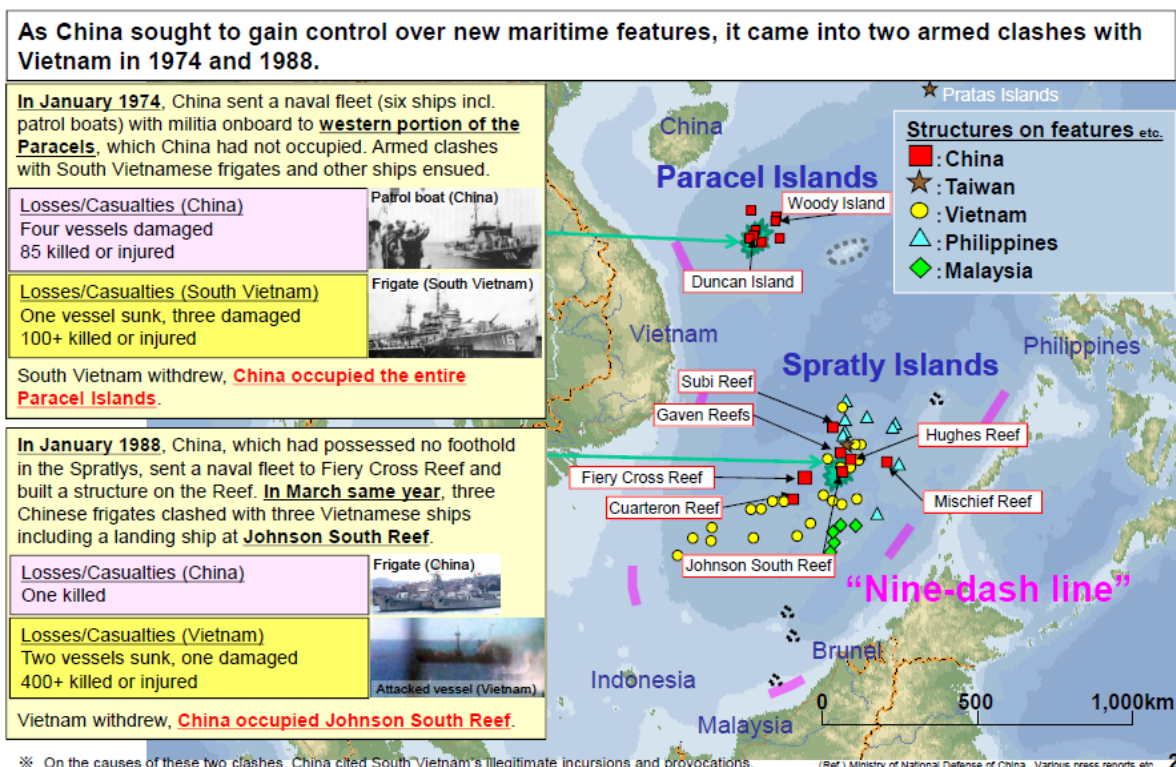 As China sought to gain control over new maritime features, it came into two armed clashes with
Vietnam in 1974 and 1988.
In January 1974, China sent a naval fleet (six ships incl.
patrol boats) with militia onboard to western portion of the
Paracels, which China had not occupied. Armed clashes
with South Vietnamese frigates and other ships ensued.
Losses/Casualties (China)
Four vessels damaged
85 killed or injured
Patrol boat (China)
Losses/Casualties (South Vietnam)
One vessel sunk, three damaged
100+ killed or injured
Frigate (South Vietnam)
16
South Vietnam withdrew, China occupied the entire
Paracel Islands.
In January 1988, China, which had possessed no foothold
in the Spratlys, sent a naval fleet to Fiery Cross Reef and
built a structure on the Reef. In March same year, three
Chinese frigates clashed with three Vietnamese ships
including a landing ship at Johnson South Reef.
Losses/Casualties (China)
One killed
Frigate (China)
Losses/Casualties (Vietnam)
Two vessels sunk, one damaged
400+ killed or injured
Attacked vessel (Vietnam)
Vietnam withdrew, China occupied Johnson South Reef.
Pratas Islands
China
Structures on features etc.
: China
: Taiwan
: Vietnam
: Philippines
: Malaysia
Paracel Islands
Woody Island
Duncan Island
Vietnam
Philippines
Spratly Islands
Subi Reef
Gaven Reefs
Hughes Reef
Fiery Cross Reef
Cuarteron Reef
Mischief Reef
Johnson South Reef
“Nine-dash line”
Brunei
Indonesia
Malaysia
0 500 1,000km
※ On the causes of these two clashes, China cited South Vietnam's illegitimate incursions and provocations.
(Ref.) Ministry of National Defense of China, Various press reports etc.